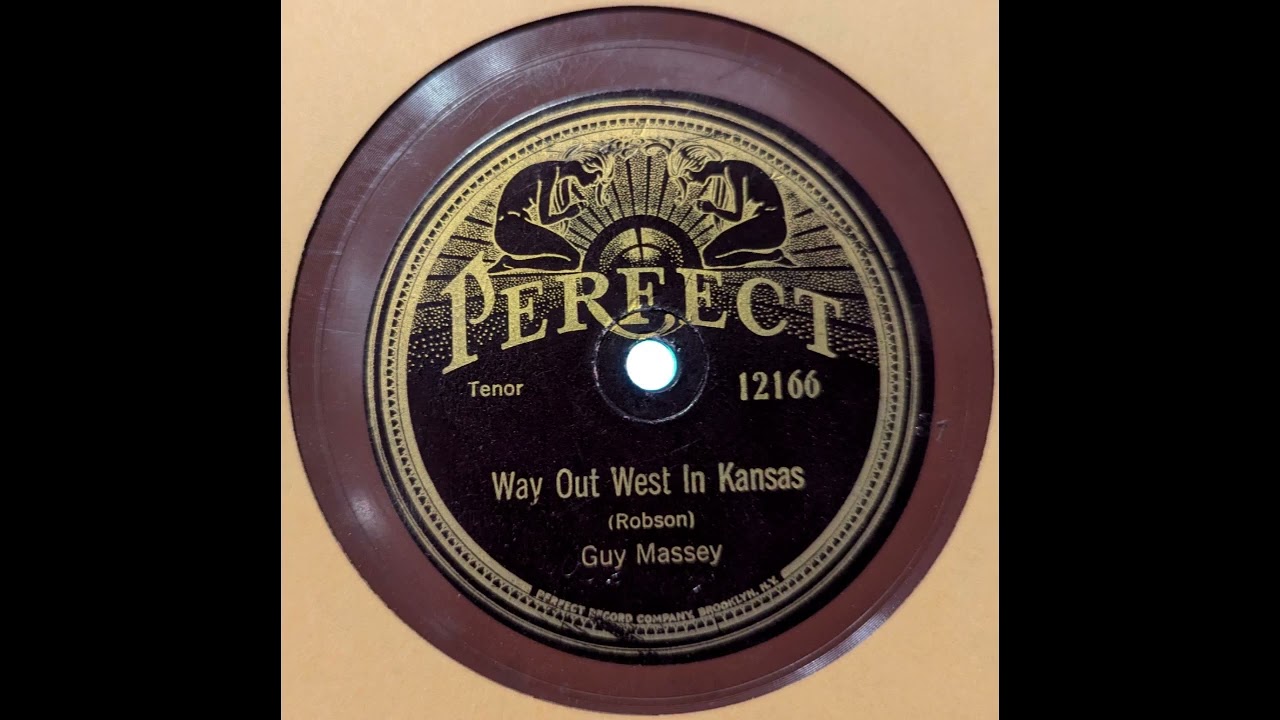 PERFECT
Tenor
12166
Way Out West In Kansas
(Robson)
Guy Massey
PERFECT RECORD COMPANY, BROOKLYN, N.Y.